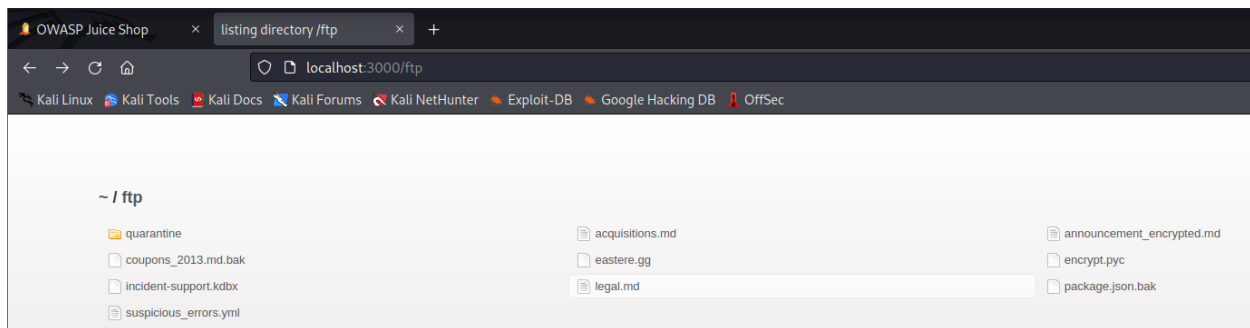 OWASP Juice Shop × listing directory /ftp × +
localhost:3000/ftp
Kali Linux Kali Tools Kali Docs Kali Forums Kali NetHunter Exploit-DB Google Hacking DB OffSec
~ / ftp
quarantine acquisitions.md announcement_encrypted.md
coupons_2013.md.bak eastere.gg encrypt.pyc
incident-support.kdbx legal.md package.json.bak
suspicious_errors.yml